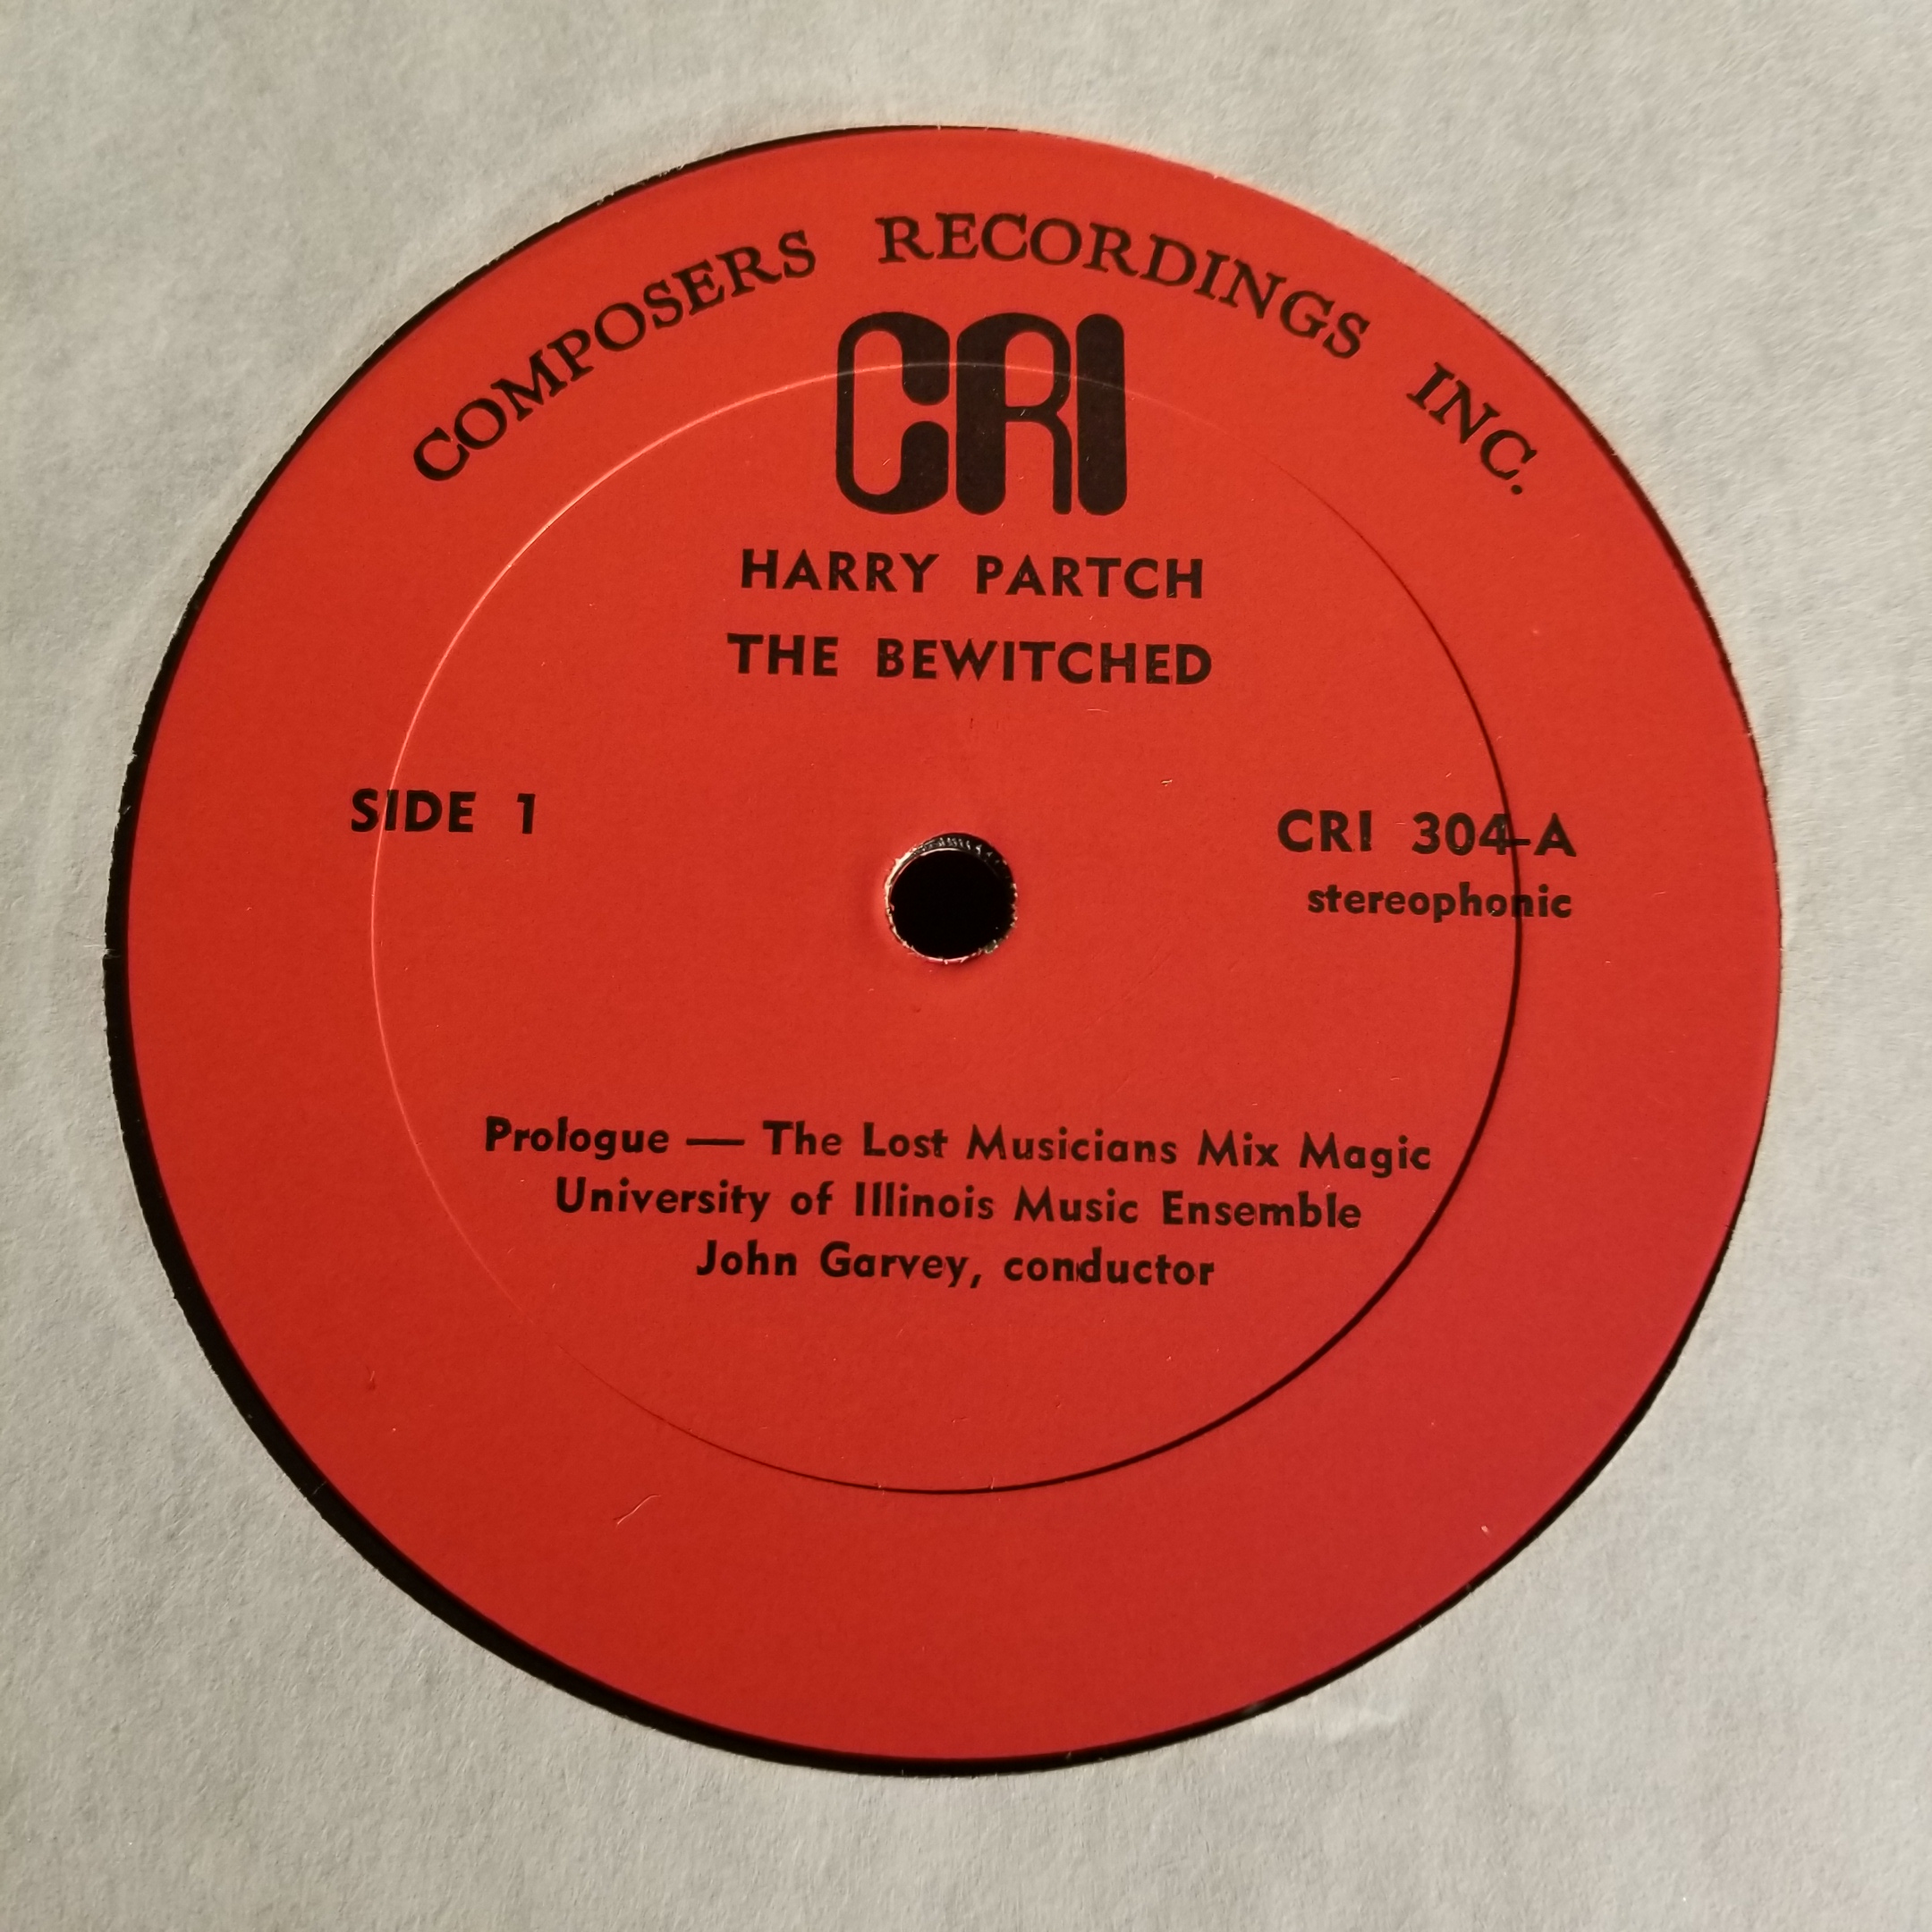 COMPOSERS RECORDINGS INC.
CRI
HARRY PARTCH
THE BEWITCHED
SIDE 1
CRI 304-A
stereophonic
Prologue — The Lost Musicians Mix Magic
University of Illinois Music Ensemble
John Garvey, conductor